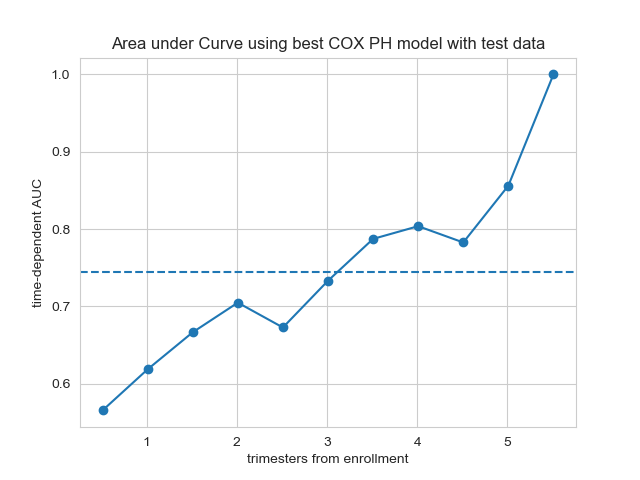 Area under Curve using best COX PH model with test data
time-dependent AUC
1.0
0.9
0.8
0.7
0.6
1 2 3 4 5
trimesters from enrollment